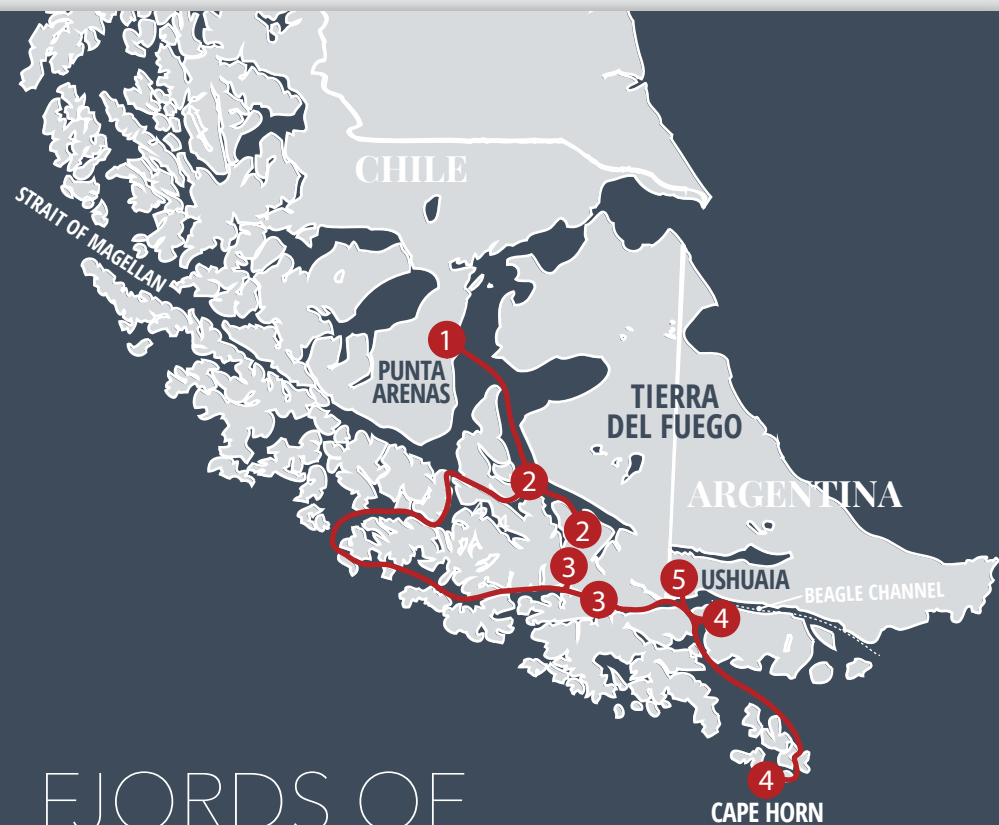 CHILE
STRAIT OF MAGELLAN
1
PUNTA
ARENAS
TIERRA
DEL FUEGO
2
ARGENTINA
2
3
5
USHUAIA
3
BEAGLE CHANNEL
4
4
CAPE HORN
FJORDS OF